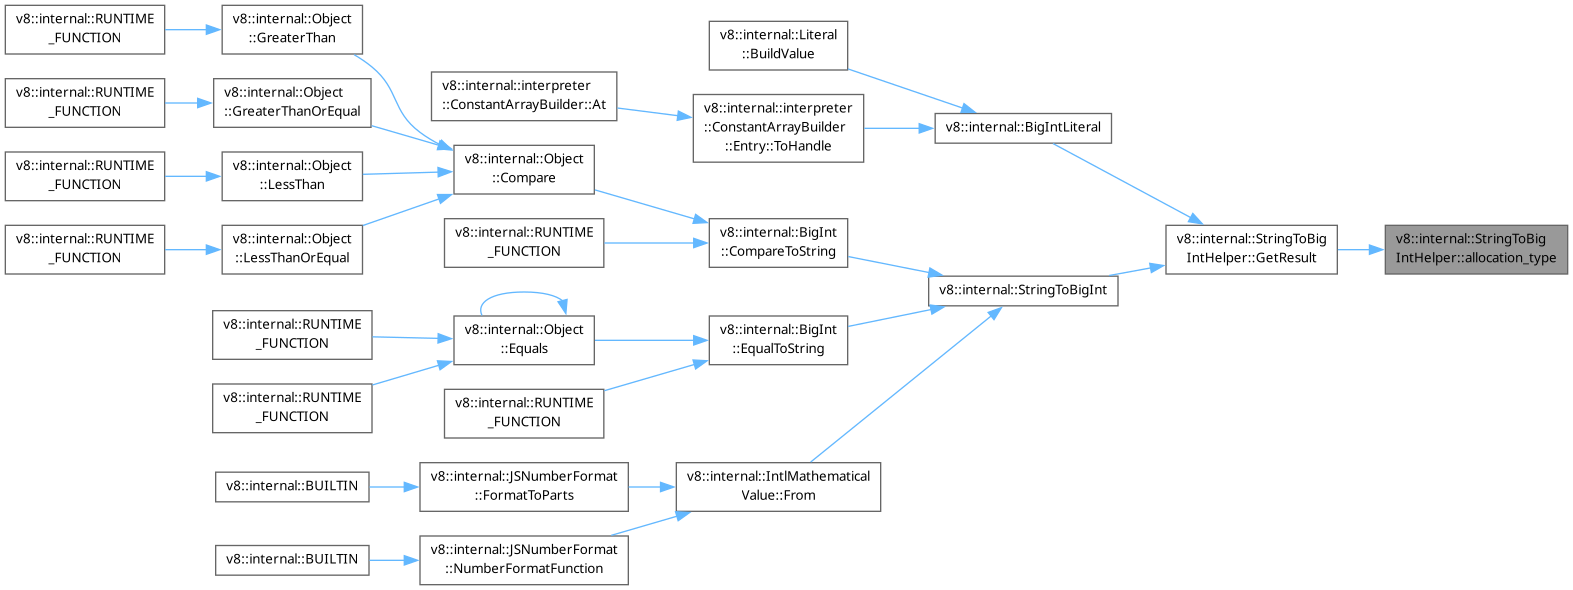 v8::internal::RUNTIME
_FUNCTION
v8::internal::Object
::GreaterThan
v8::internal::RUNTIME
_FUNCTION
v8::internal::Object
::GreaterThanOrEqual
v8::internal::RUNTIME
_FUNCTION
v8::internal::Object
::LessThan
v8::internal::RUNTIME
_FUNCTION
v8::internal::Object
::LessThanOrEqual
v8::internal::RUNTIME
_FUNCTION
v8::internal::RUNTIME
_FUNCTION
v8::internal::BUILTIN
v8::internal::BUILTIN
v8::internal::interpreter
::ConstantArrayBuilder::At
v8::internal::Object
::Compare
v8::internal::RUNTIME
_FUNCTION
v8::internal::Object
::Equals
v8::internal::RUNTIME
_FUNCTION
v8::internal::JSNumberFormat
::FormatToParts
v8::internal::JSNumberFormat
::NumberFormatFunction
v8::internal::Literal
::BuildValue
v8::internal::interpreter
::ConstantArrayBuilder
::Entry::ToHandle
v8::internal::BigInt
::CompareToString
v8::internal::BigInt
::EqualToString
v8::internal::IntlMathematical
Value::From
v8::internal::BigIntLiteral
v8::internal::StringToBigInt
v8::internal::StringToBig
IntHelper::GetResult
v8::internal::StringToBig
IntHelper::allocation_type